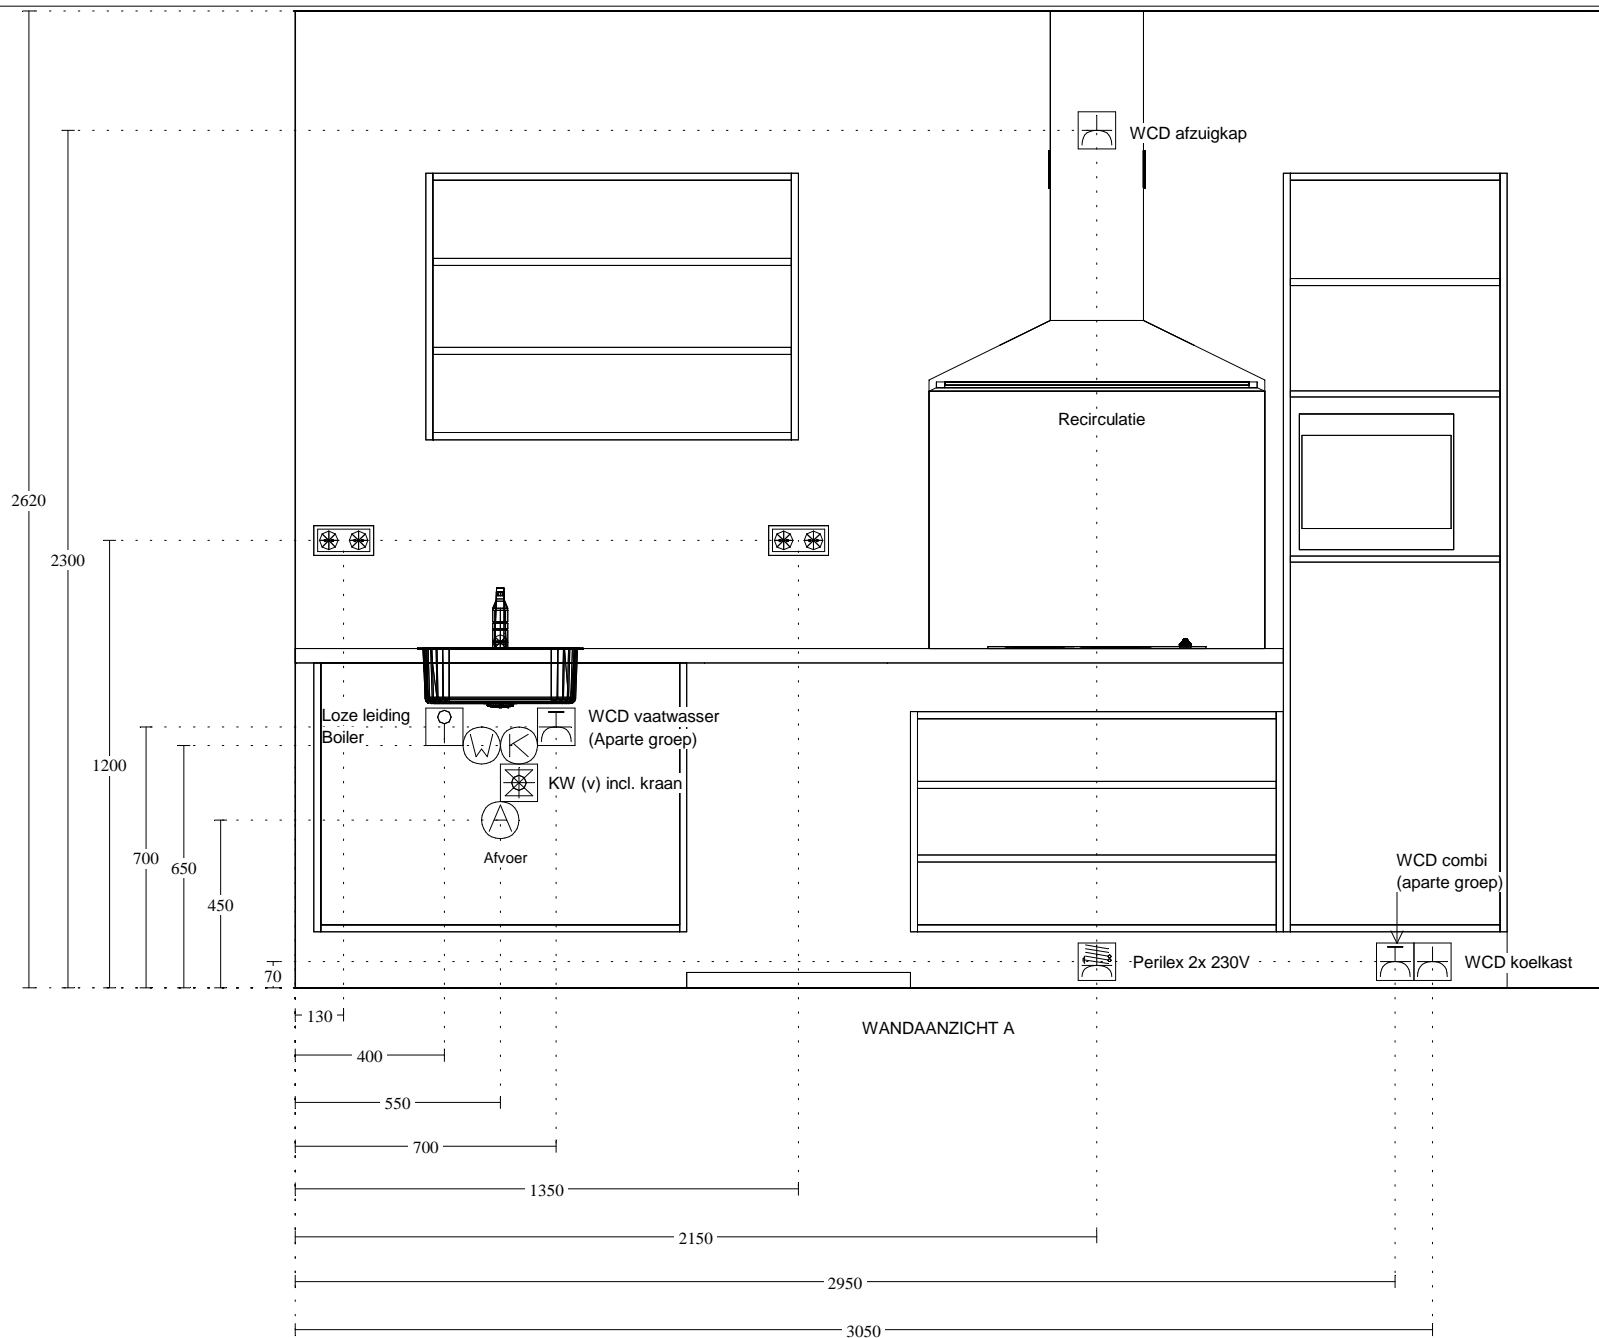 WCD afzuigkap
Recirculatie
2620
2300
1200
Loze leiding
Boiler
WCD vaatwasser
(Aparte groep)
W K
KW (v) incl. kraan
A
Afvoer
700
650
450
70
WCD combi
(aparte groep)
Perilex 2x 230V
WCD koelkast
130
WANDAANZICHT A
400
550
700
1350
2150
2950
3050